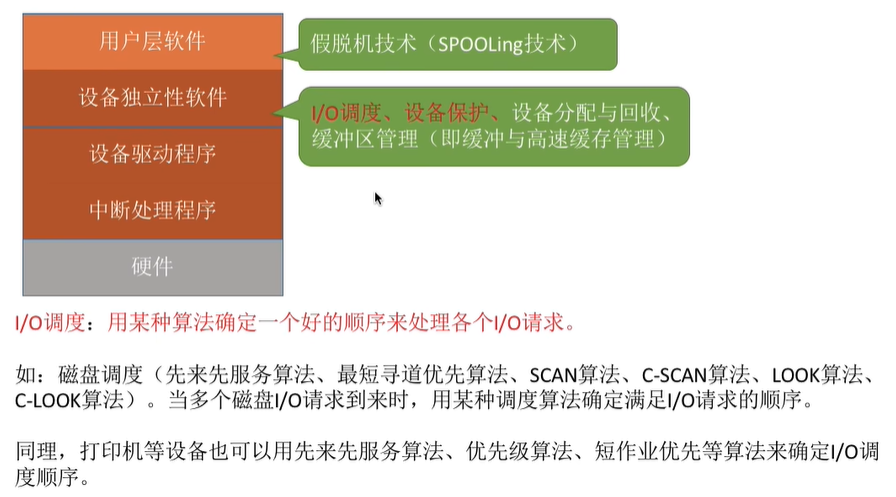 用户层软件
假脱机技术（SPOOLing技术）
设备独立性软件
I/O调度、设备保护、设备分配与回收、
缓冲区管理（即缓冲与高速缓存管理）
设备驱动程序
中断处理程序
硬件
I/O调度：用某种算法确定一个好的顺序来处理各个I/O请求。
如：磁盘调度（先来先服务算法、最短寻道优先算法、SCAN算法、C-SCAN算法、LOOK算法、
C-LOOK算法）。当多个磁盘I/O请求到来时，用某种调度算法确定满足I/O请求的顺序。
同理，打印机等设备也可以用先来先服务算法、优先级算法、短作业优先等算法来确定I/O调
度顺序。